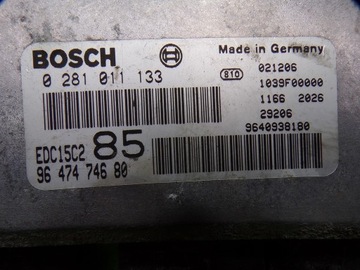 BOSCH
Made in Germany
0 281 011 133
810
021206
1039F00000
1166 2026
29206
9640938180
EDC15C2 85
96 474 746 80